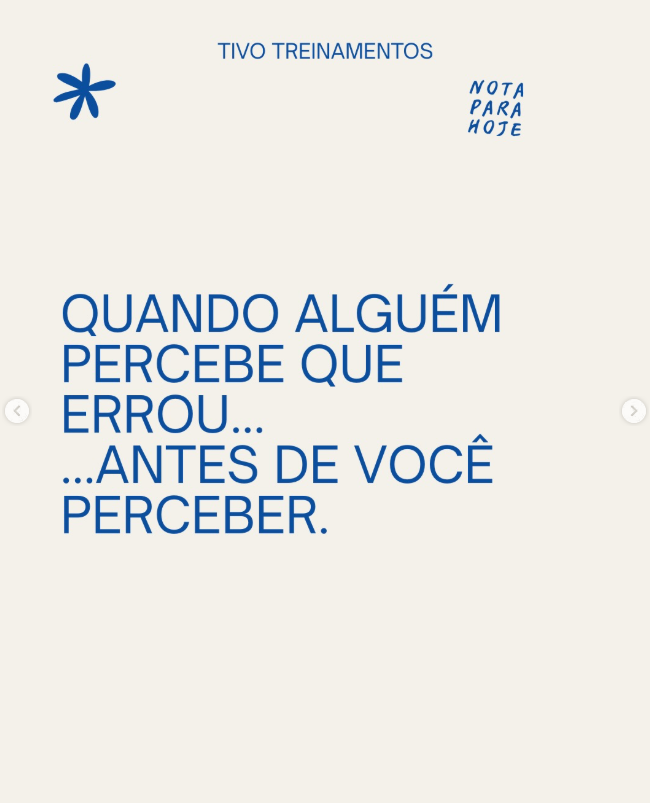 TIVO TREINAMENTOS
NOTA
PARA
HOJE
QUANDO ALGUÉM
PERCEBE QUE
ERROU...
...ANTES DE VOCÊ
PERCEBER.